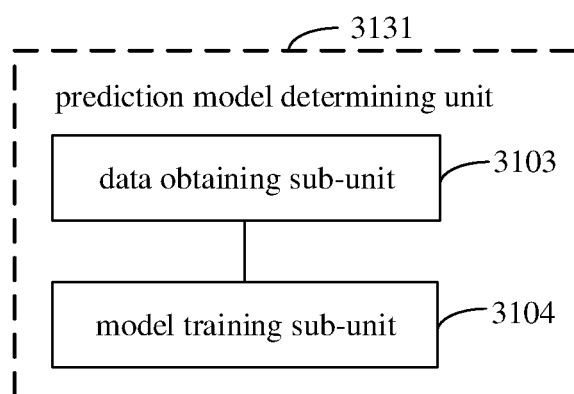 3131
prediction model determining unit
data obtaining sub-unit
3103
model training sub-unit
3104